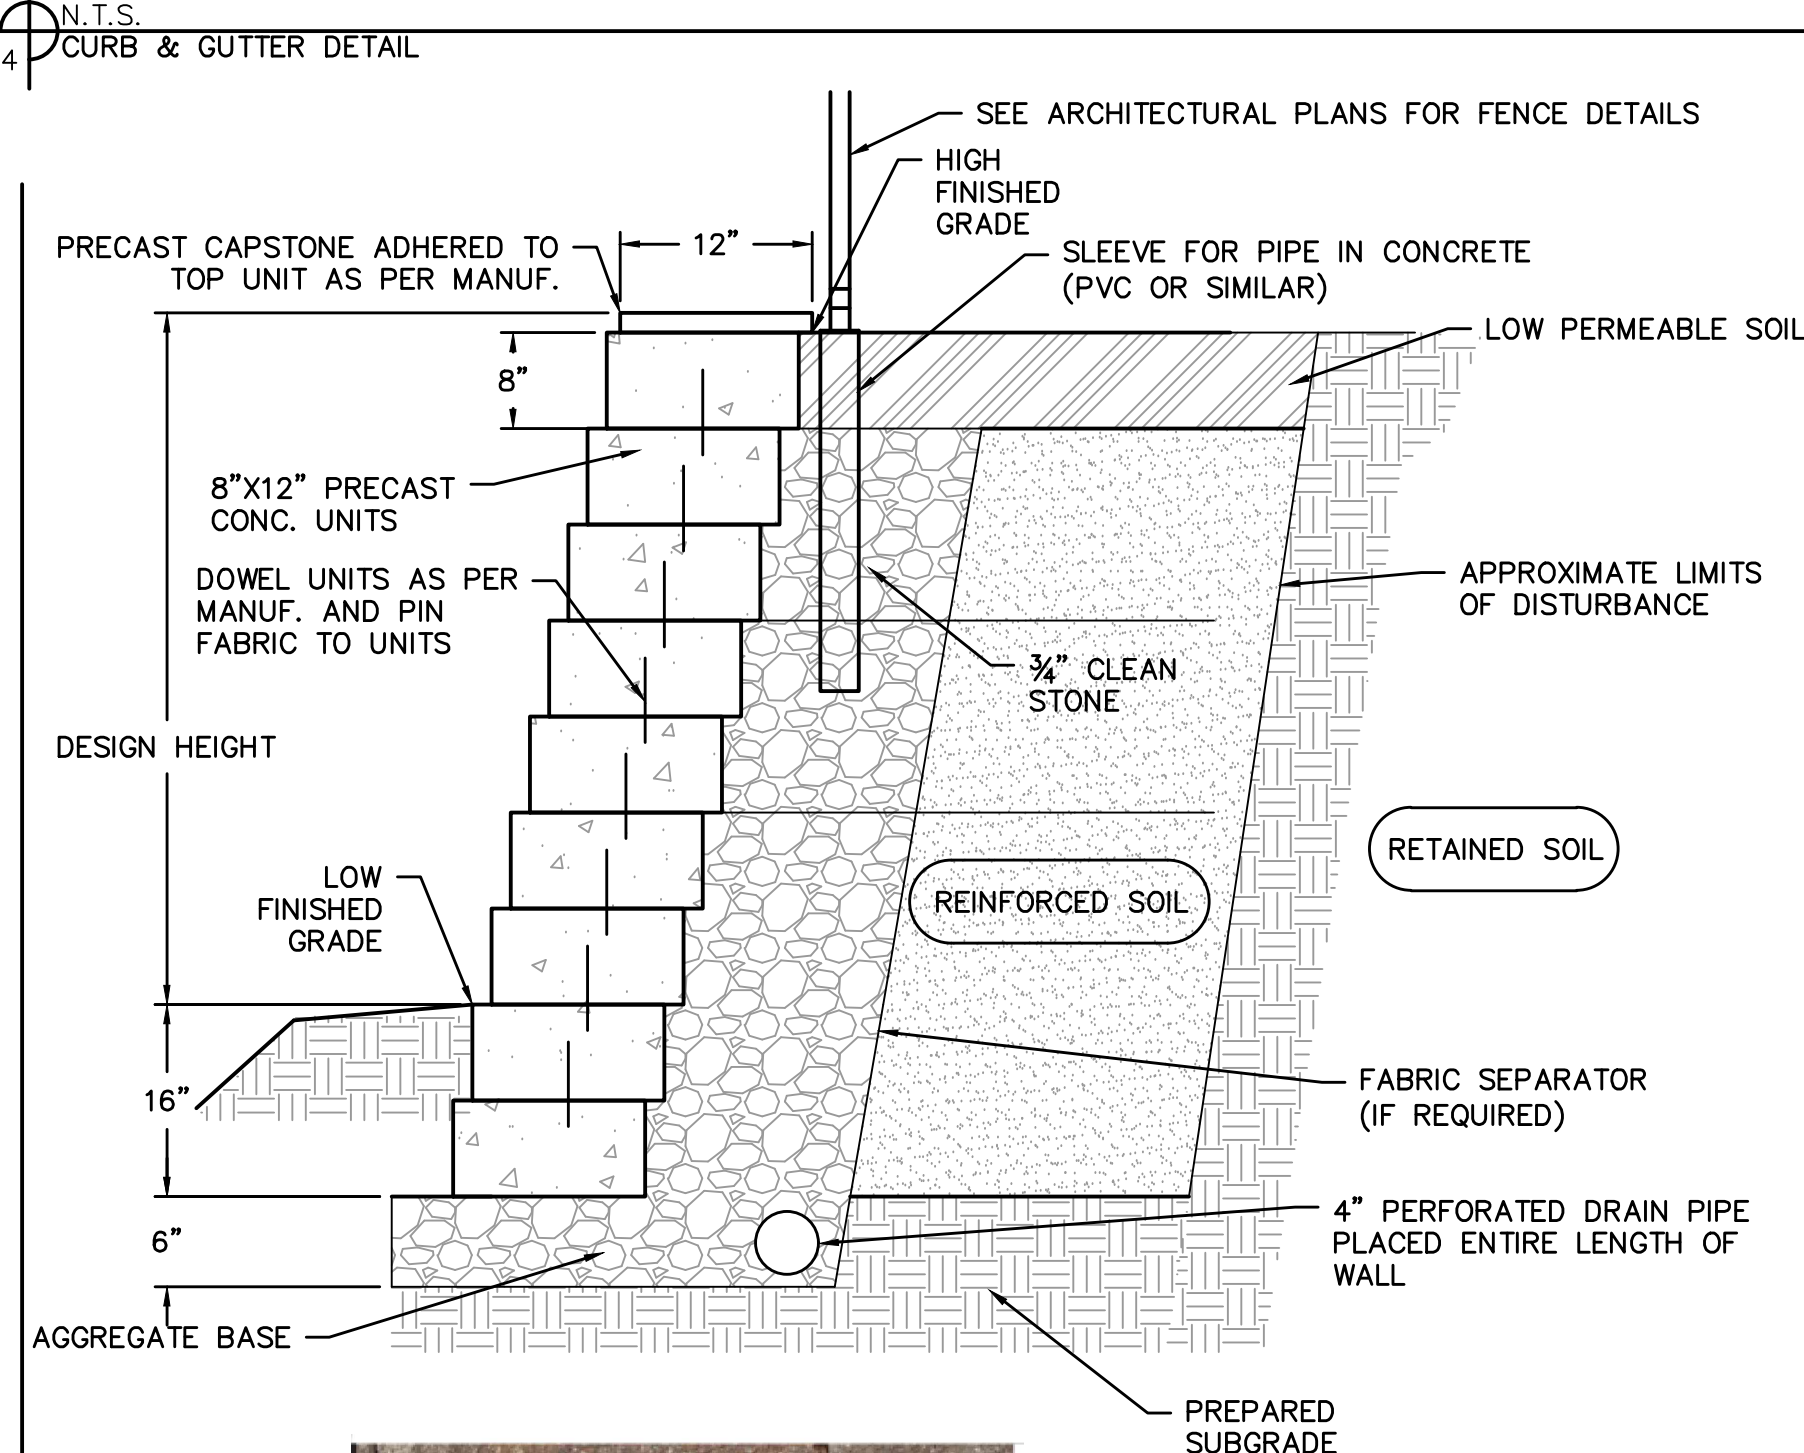 N.T.S.
4
CURB & GUTTER DETAIL
SEE ARCHITECTURAL PLANS FOR FENCE DETAILS
HIGH
FINISHED
GRADE
PRECAST CAPSTONE ADHERED TO
TOP UNIT AS PER MANUF.
12”
SLEEVE FOR PIPE IN CONCRETE
(PVC OR SIMILAR)
LOW PERMEABLE SOIL
8”
8”X12” PRECAST
CONC. UNITS
DOWEL UNITS AS PER
MANUF. AND PIN
FABRIC TO UNITS
APPROXIMATE LIMITS
OF DISTURBANCE
¾” CLEAN
STONE
DESIGN HEIGHT
RETAINED SOIL
REINFORCED SOIL
LOW
FINISHED
GRADE
16”
FABRIC SEPARATOR
(IF REQUIRED)
6”
4” PERFORATED DRAIN PIPE
PLACED ENTIRE LENGTH OF
WALL
AGGREGATE BASE
PREPARED
SUBGRADE